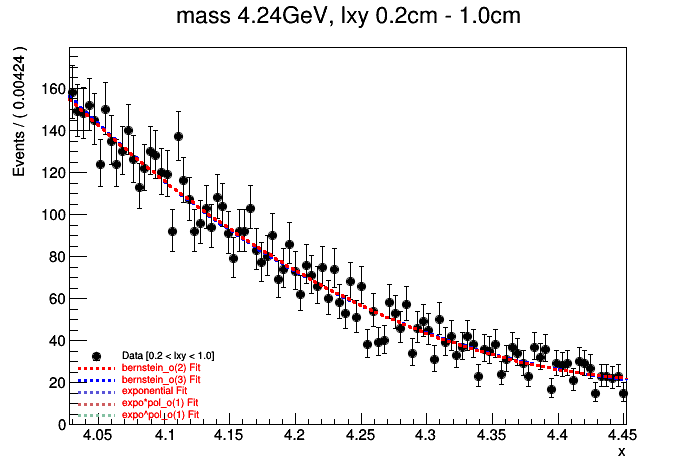 mass 4.24GeV, lxy 0.2cm - 1.0cm
Events / ( 0.00424 )
160
140
120
100
80
60
40
20
0
Data [0.2 < lxy < 1.0]
bernstein_o(2) Fit
bernstein_o(3) Fit
exponential Fit
expo*pol_o(1) Fit
expo^pol_o(1) Fit
4.05 4.1 4.15 4.2 4.25 4.3 4.35 4.4 4.45
x